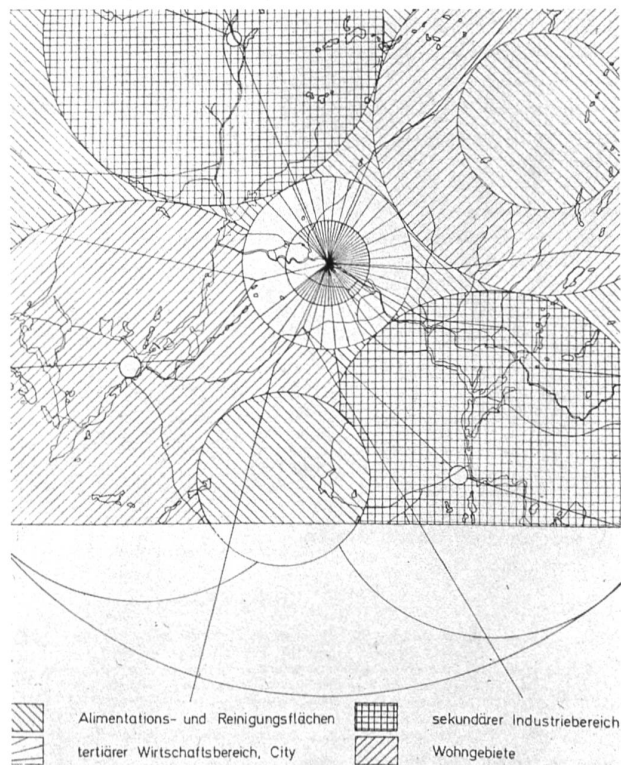 Alimentations- und Reinigungsflächen
sekundärer Industriebereich
tertiärer Wirtschaftsbereich, City
Wohngebiete